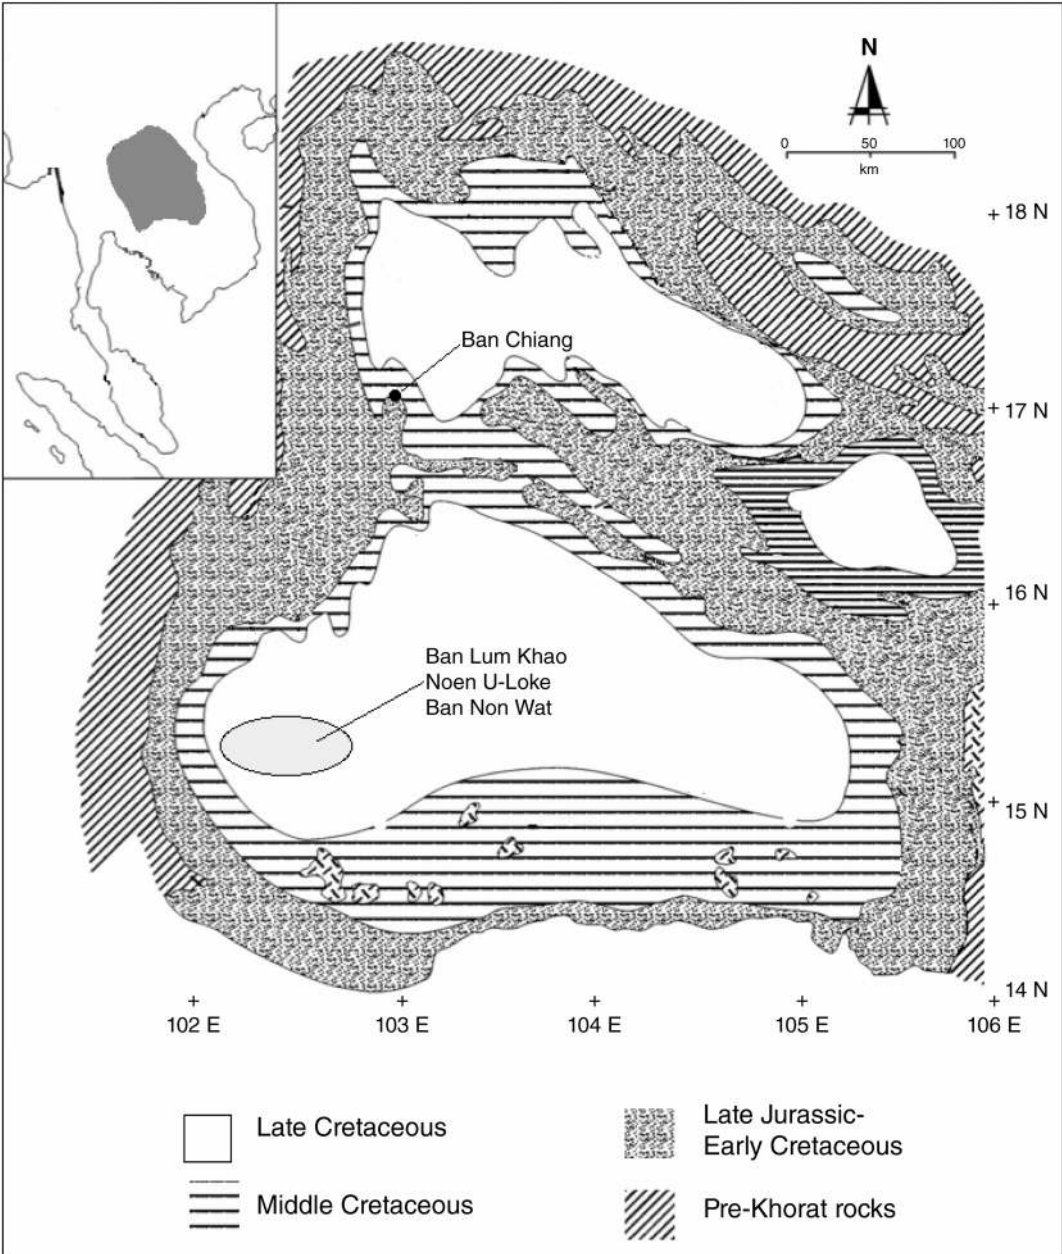 N
0 50 100
km
+ 18 N
Ban Chiang
+ 17 N
+ 16 N
Ban Lum Khao
Noen U-Loke
Ban Non Wat
+ 15 N
+ 14 N
102 E 103 E 104 E 105 E 106 E
Late Cretaceous
Middle Cretaceous
Late Jurassic-
Early Cretaceous
Pre-Khorat rocks